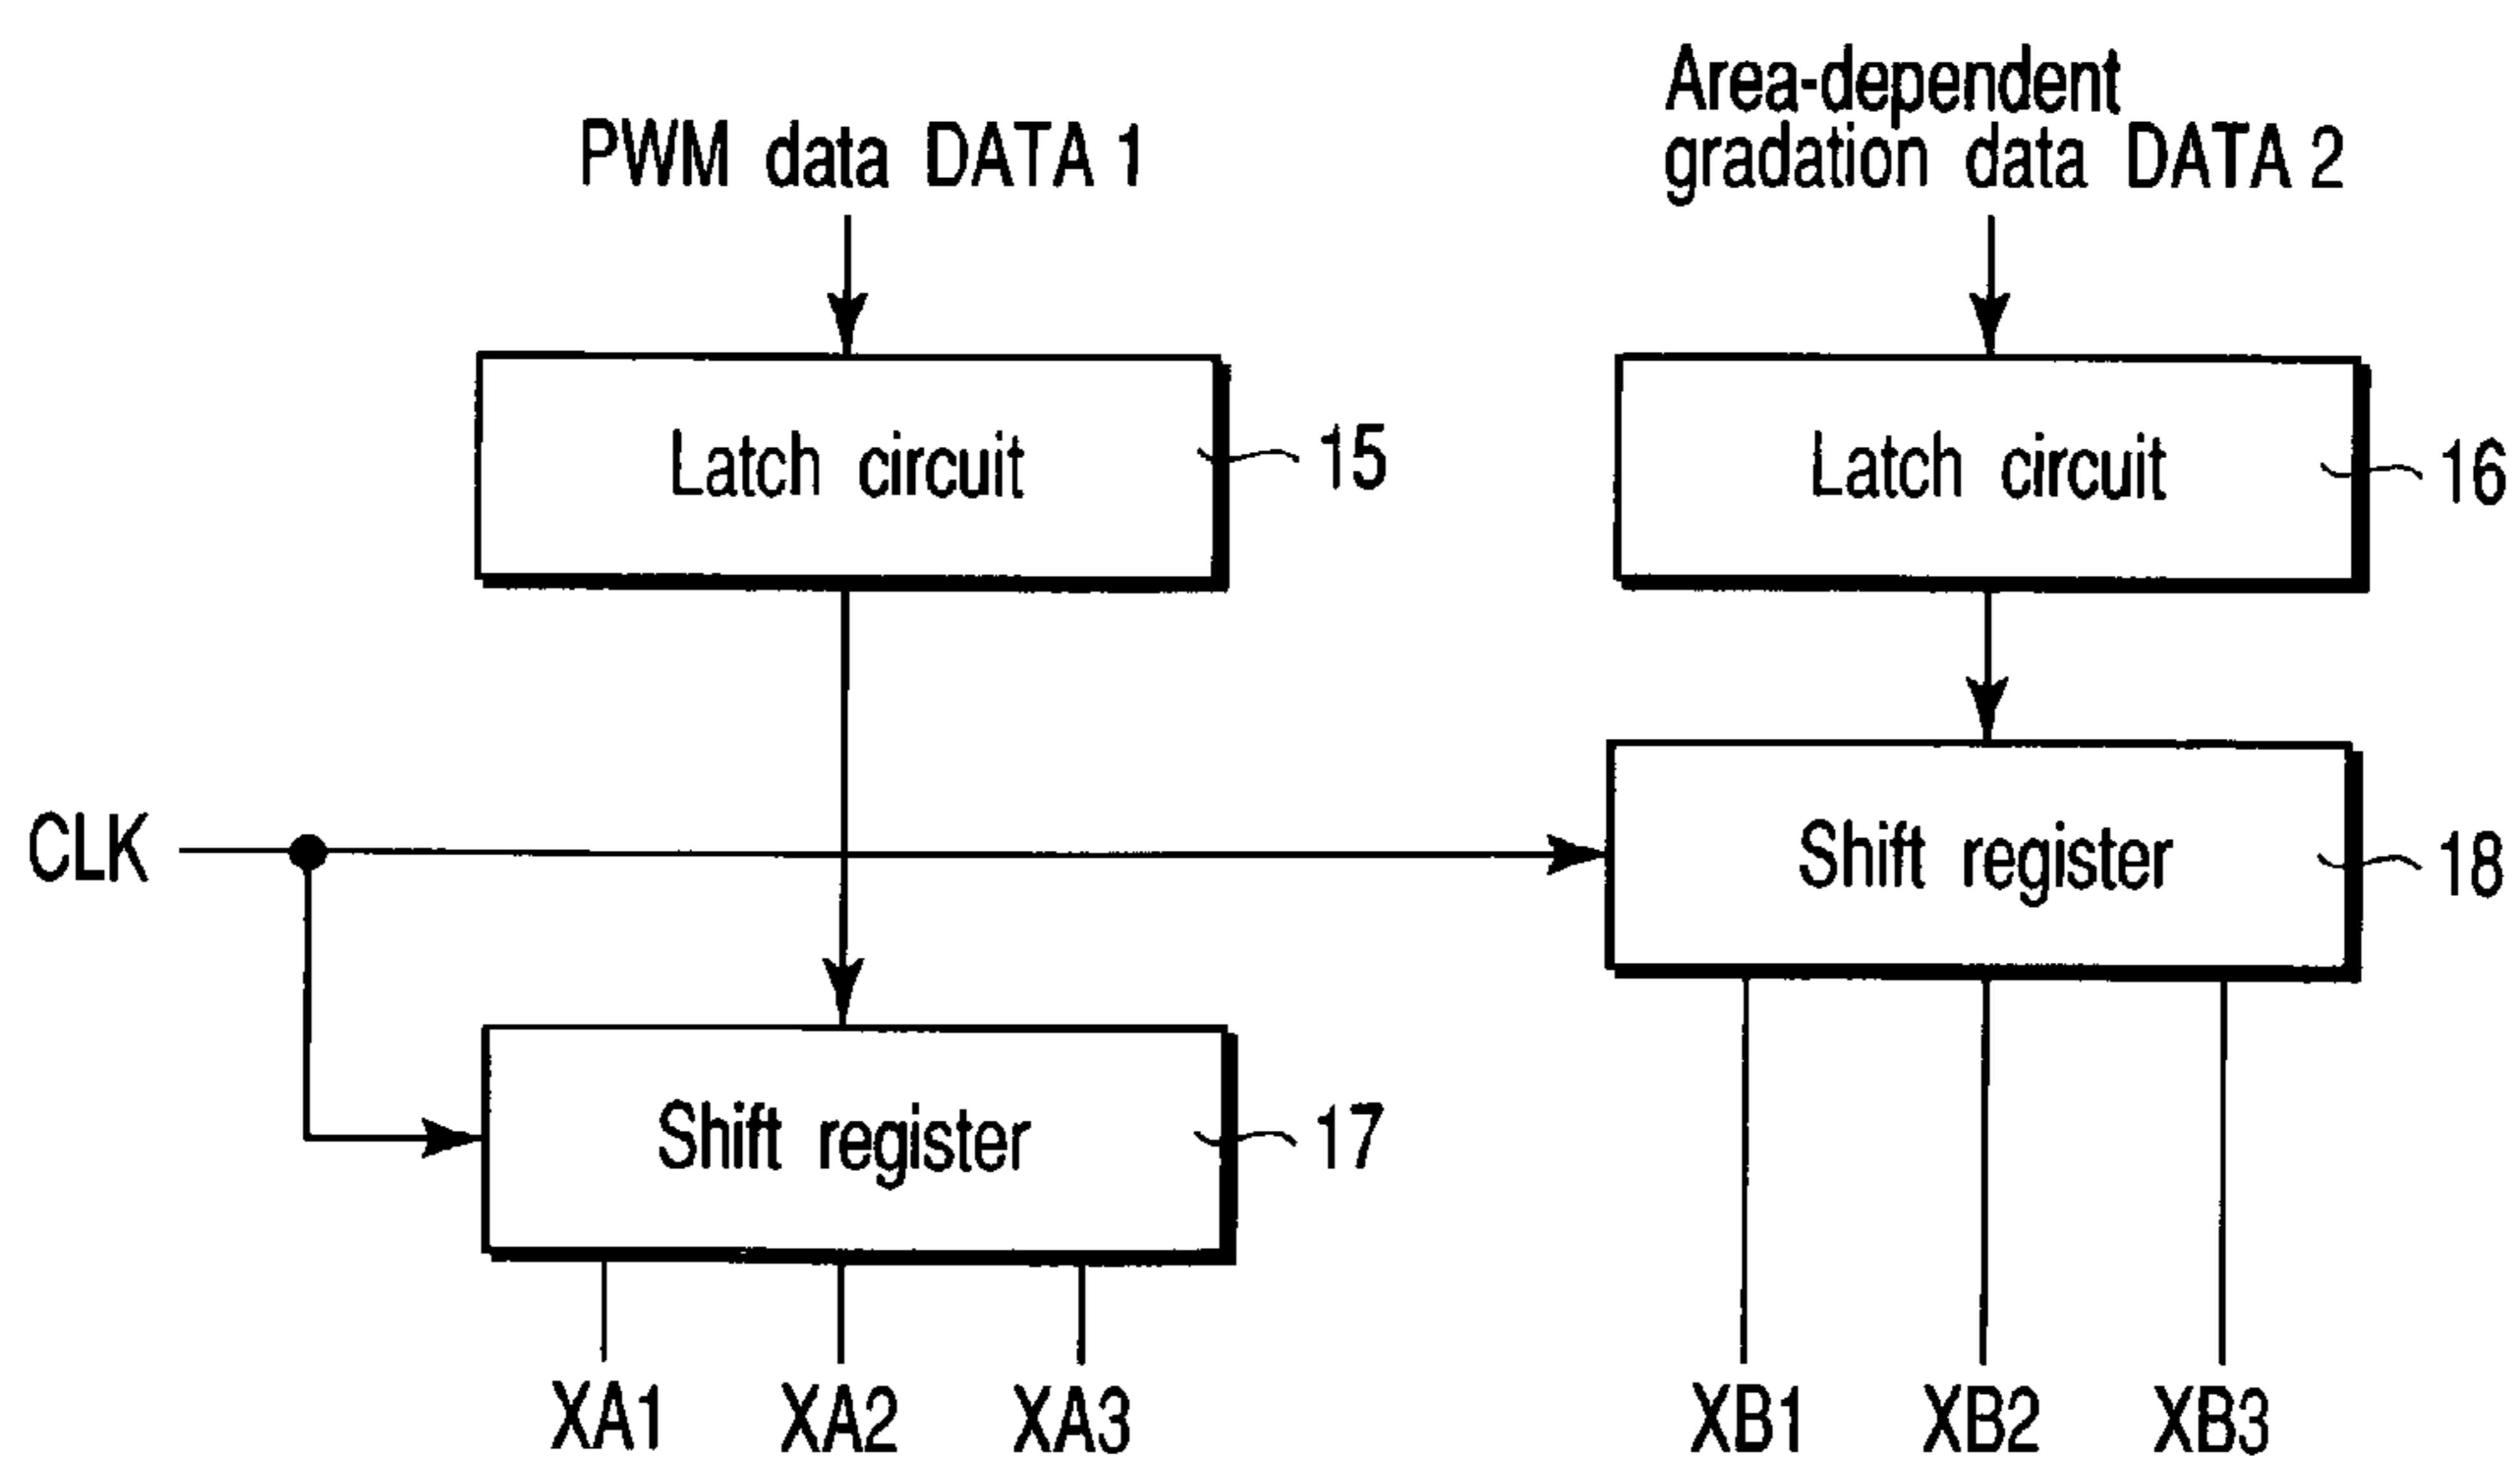 PWM data DATA 1
Area-dependent
gradation data DATA 2
Latch circuit
15
Latch circuit
16
CLK
Shift register
18
Shift register
17
XA1
XA2
XA3
XB1
XB2
XB3